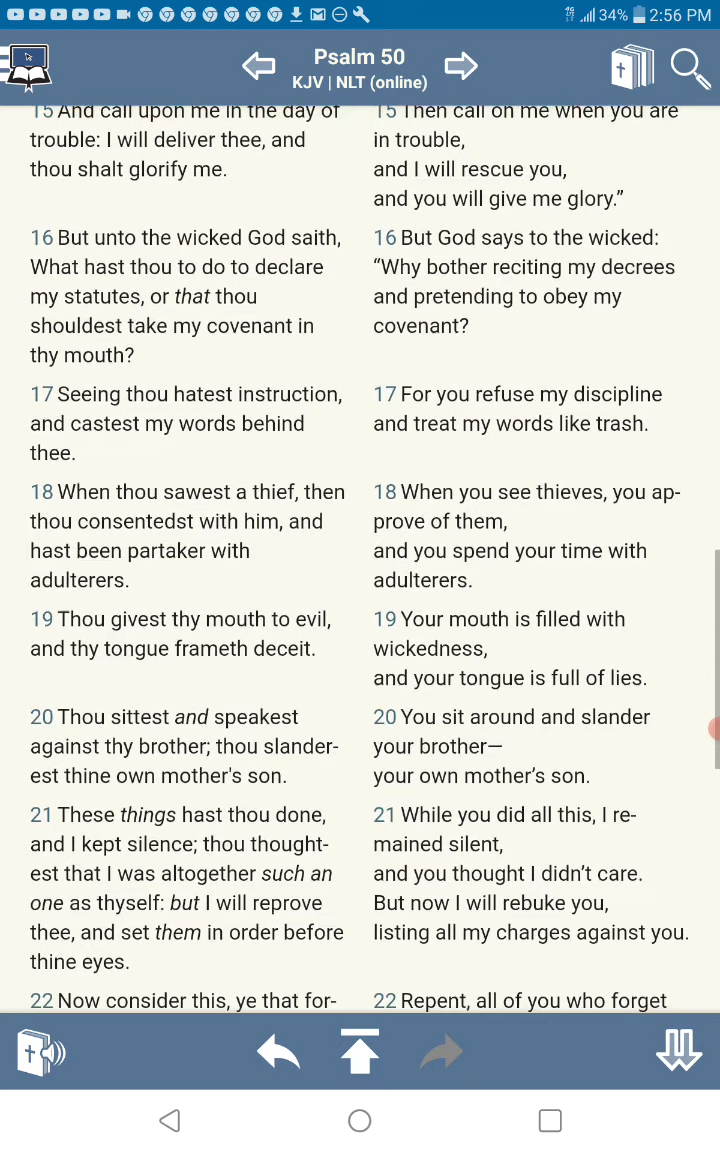 34% 2:56 PM
Psalm 50
KJV | NLT (online)
15 And call upon me in the day of
trouble: I will deliver thee, and
thou shalt glorify me.
16 But unto the wicked God saith,
What hast thou to do to declare
my statutes, or that thou
shouldest take my covenant in
thy mouth?
17 Seeing thou hatest instruction,
and castest my words behind
thee.
18 When thou sawest a thief, then
thou consentedst with him, and
hast been partaker with
adulterers.
19 Thou givest thy mouth to evil,
and thy tongue frameth deceit.
20 Thou sittest and speakest
against thy brother; thou slander-
est thine own mother's son.
21 These things hast thou done,
and I kept silence; thou thought-
est that I was altogether such an
one as thyself: but I will reprove
thee, and set them in order before
thine eyes.
22 Now consider this, ye that for-
15 Then call on me when you are
in trouble,
and I will rescue you,
and you will give me glory.”
16 But God says to the wicked:
“Why bother reciting my decrees
and pretending to obey my
covenant?
17 For you refuse my discipline
and treat my words like trash.
18 When you see thieves, you ap-
prove of them,
and you spend your time with
adulterers.
19 Your mouth is filled with
wickedness,
and your tongue is full of lies.
20 You sit around and slander
your brother—
your own mother’s son.
21 While you did all this, I re-
mained silent,
and you thought I didn’t care.
But now I will rebuke you,
listing all my charges against you.
22 Repent, all of you who forget